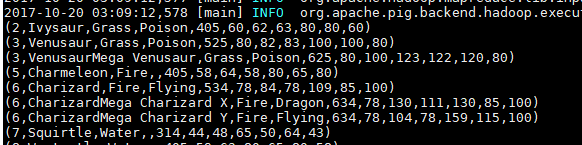 2017-10-20 03:09:12,578 [main] INFO org.apache.pig.backend.hadoop.execu
(2,Ivysaur,Grass,Poison,405,60,62,63,80,80,60)
(3,Venusaur,Grass,Poison,525,80,82,83,100,100,80)
(3,VenusaurMega Venusaur,Grass,Poison,625,80,100,123,122,120,80)
(5,Charmeleon,Fire,,405,58,64,58,80,65,80)
(6,Charizard,Fire,Flying,534,78,84,78,109,85,100)
(6,CharizardMega Charizard X,Fire,Dragon,634,78,130,111,130,85,100)
(6,CharizardMega Charizard Y,Fire,Flying,634,78,104,78,159,115,100)
(7,Squirtle,Water,,314,44,48,65,50,64,43)